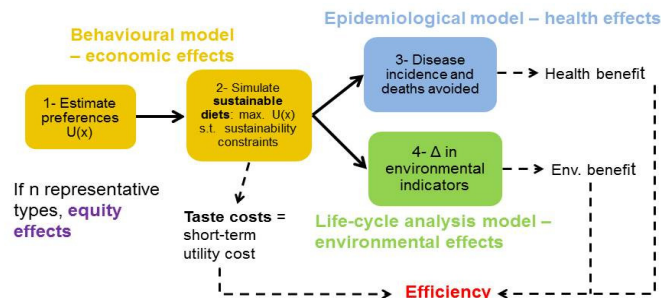 Behavioural model
– economic effects
Epidemiological model – health effects
1- Estimate
preferences
U(x)
2- Simulate
sustainable
diets: max. U(x)
s.t. sustainability
constraints
3- Disease
incidence and
deaths avoided
Health benefit
4- Δ in
environmental
indicators
Env. benefit
If n representative
types, equity
effects
Taste costs =
short-term
utility cost
Life-cycle analysis model –
environmental effects
Efficiency